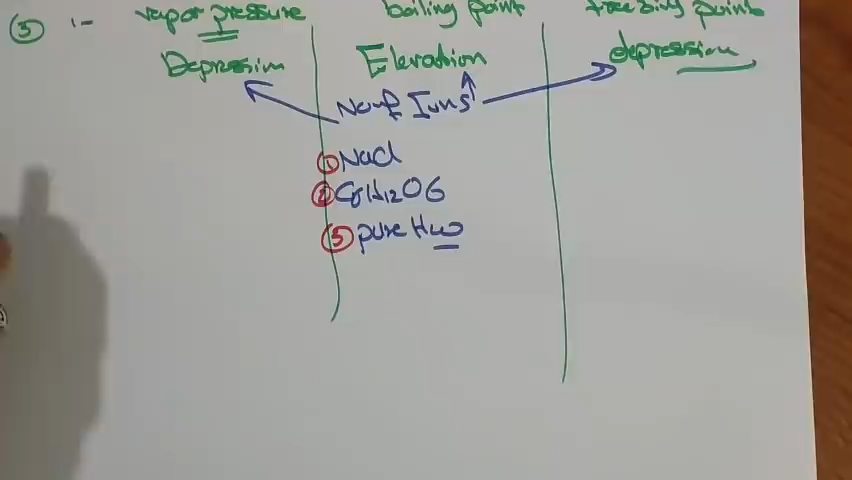 (5) :- vapor pressure Depression
boiling point Elevation
freezing point depression
No of Ions
① NaCl
② C6H12O6
③ pure H2O